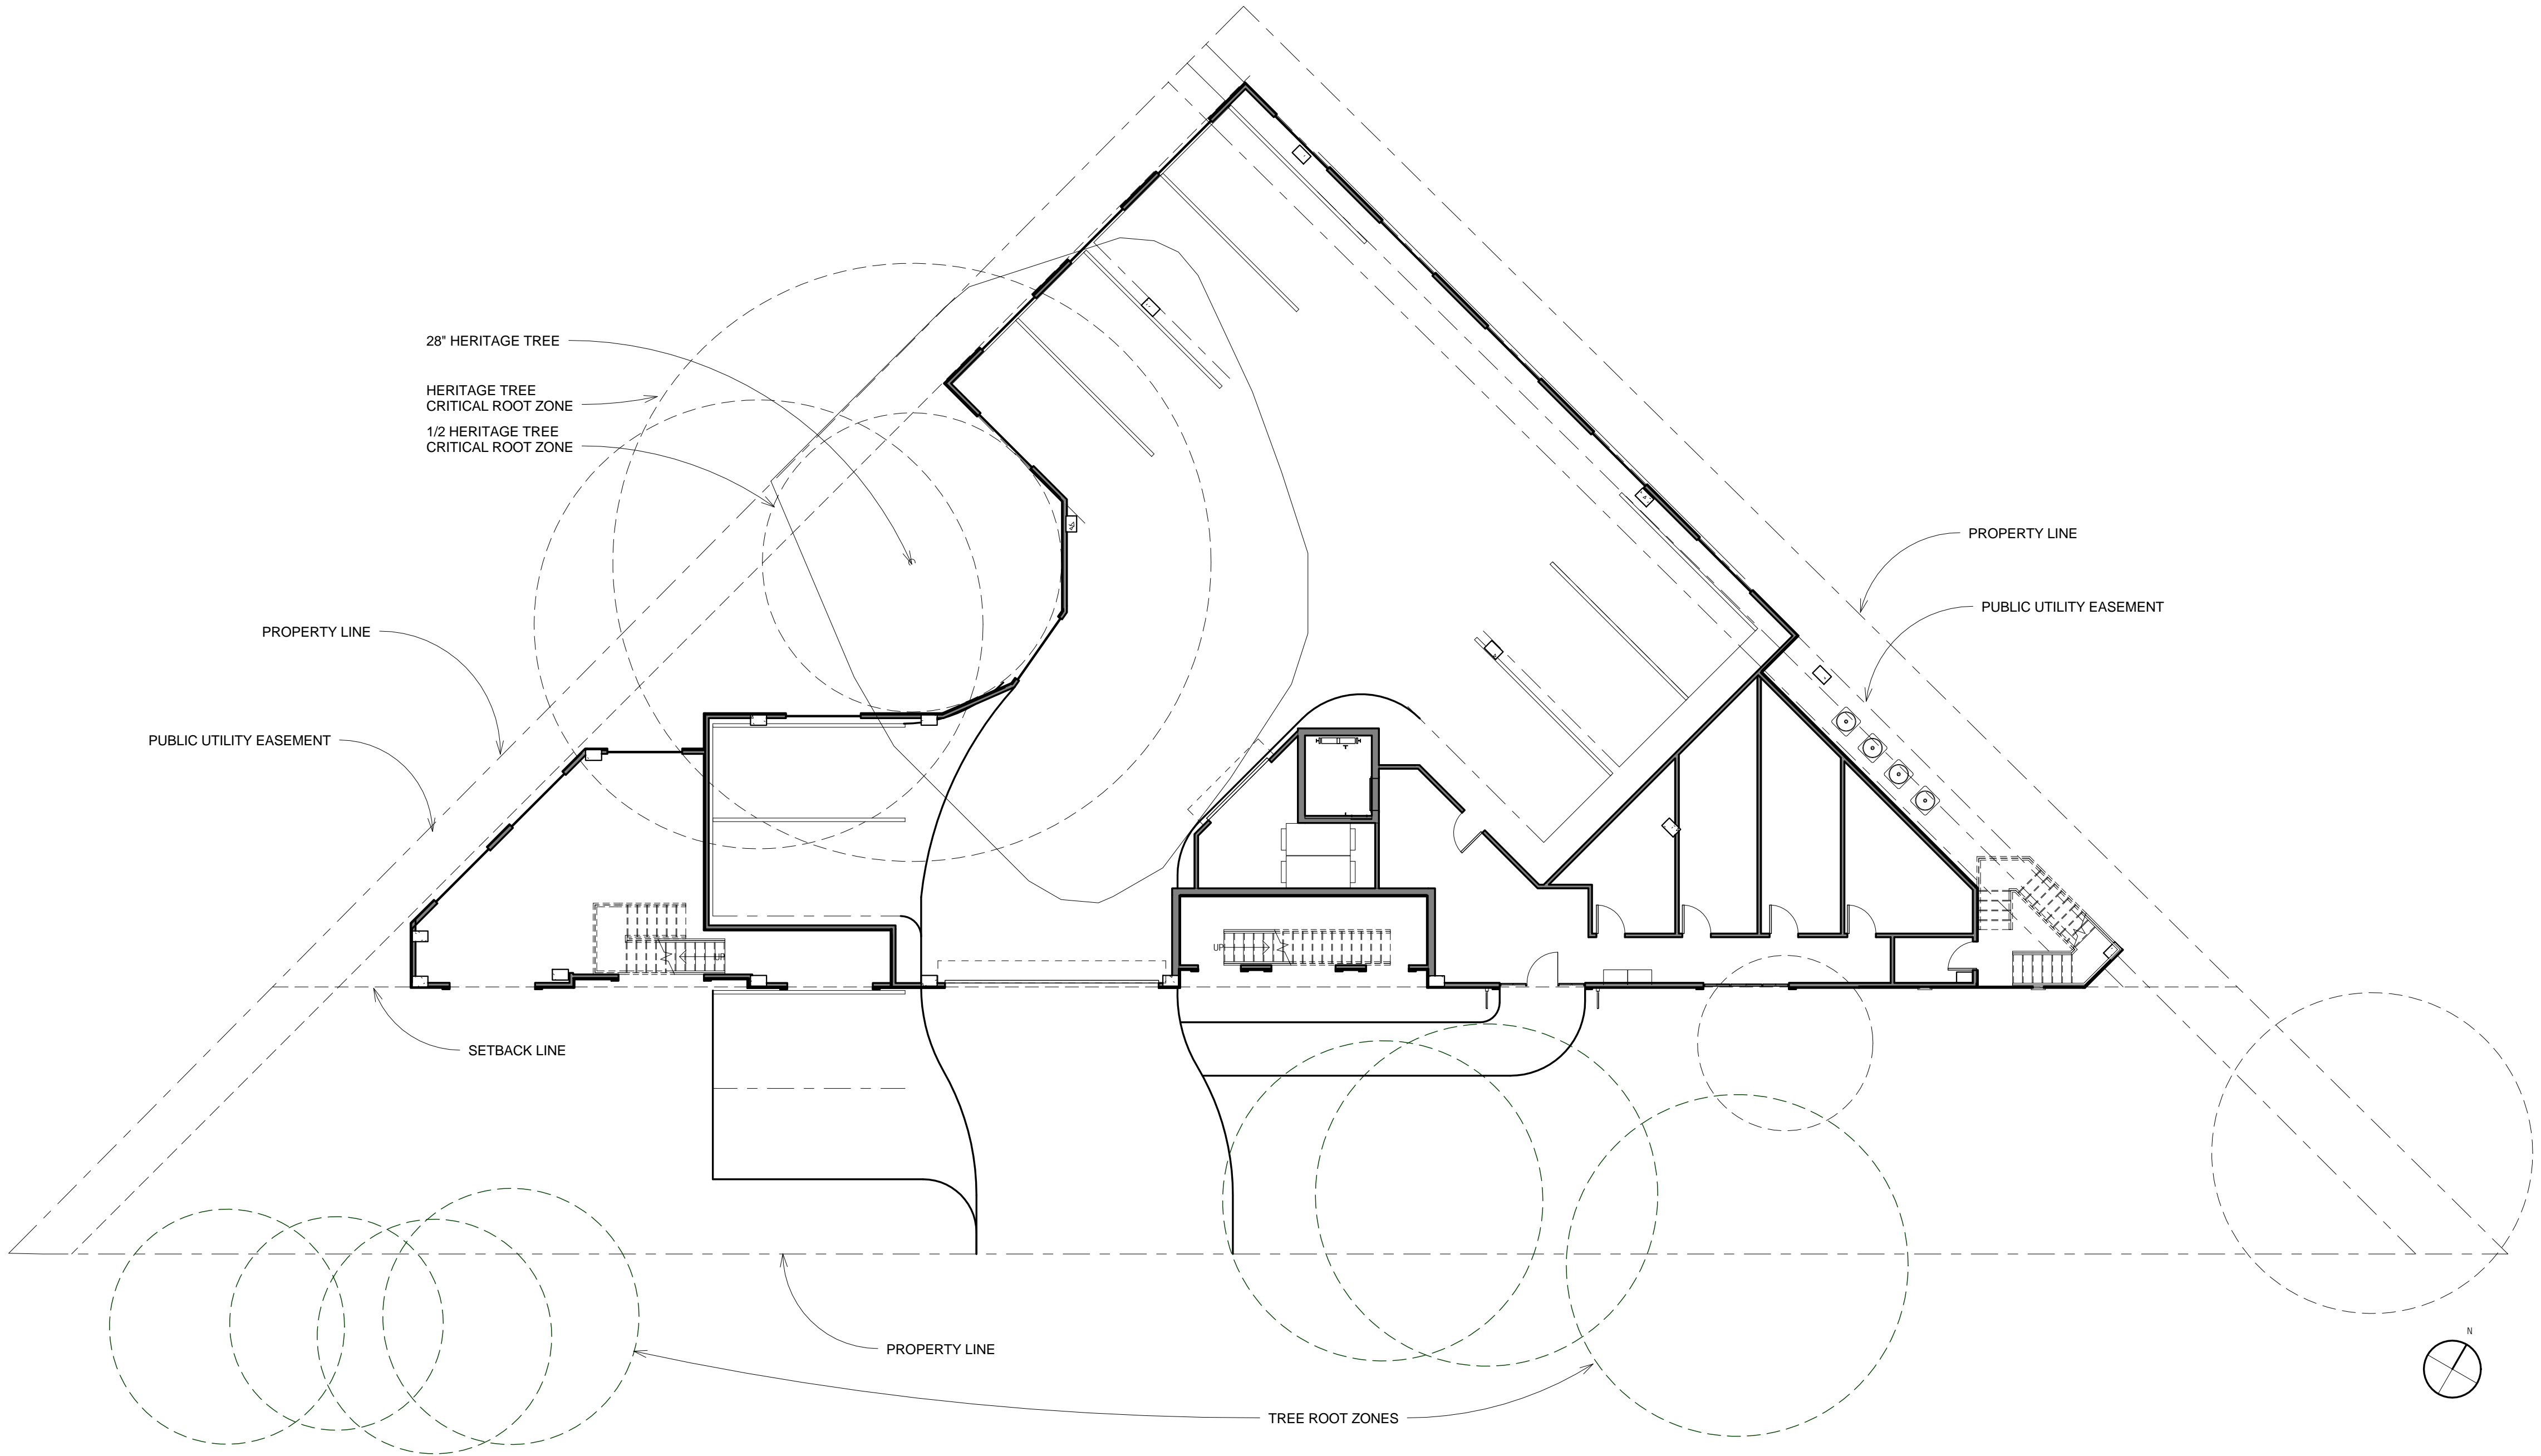 28" HERITAGE TREE
HERITAGE TREE
CRITICAL ROOT ZONE
1/2 HERITAGE TREE
CRITICAL ROOT ZONE
PROPERTY LINE
PUBLIC UTILITY EASEMENT
PROPERTY LINE
PUBLIC UTILITY EASEMENT
UP
UP
SETBACK LINE
PROPERTY LINE
TREE ROOT ZONES
N